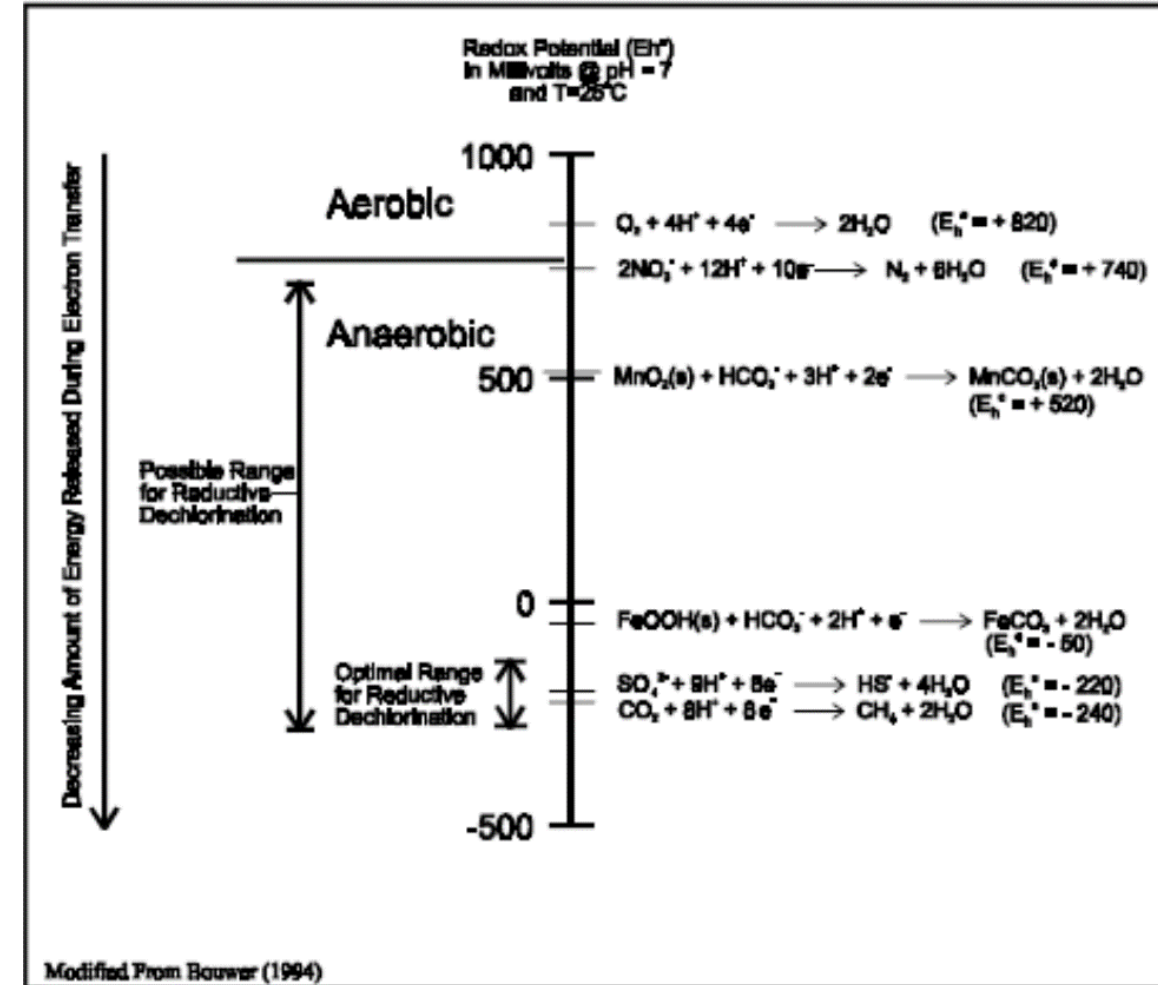 Redox Potential (Eh°)
In Millivolts @ pH = 7
and T=25°C
Decreasing Amount of Energy Released During Electron Transfer
1000
Aerobic
O₂ + 4H⁺ + 4e⁻ → 2H₂O (Eₕ° = + 820)
2NO₃⁻ + 12H⁺ + 10e⁻ → N₂ + 6H₂O (Eₕ° = + 740)
Anaerobic
500
MnO₂(s) + HCO₃⁻ + 3H⁺ + 2e⁻ → MnCO₃(s) + 2H₂O
(Eₕ° = + 520)
Possible Range
for Reductive
Dechlorination
0
FeOOH(s) + HCO₃⁻ + 2H⁺ + e⁻ → FeCO₃ + 2H₂O
(Eₕ° = - 50)
Optimal Range
for Reductive
Dechlorination
SO₄²⁻ + 9H⁺ + 8e⁻ → HS⁻ + 4H₂O (Eₕ° = - 220)
CO₂ + 8H⁺ + 8e⁻ → CH₄ + 2H₂O (Eₕ° = - 240)
-500
Modified From Bouwer (1994)